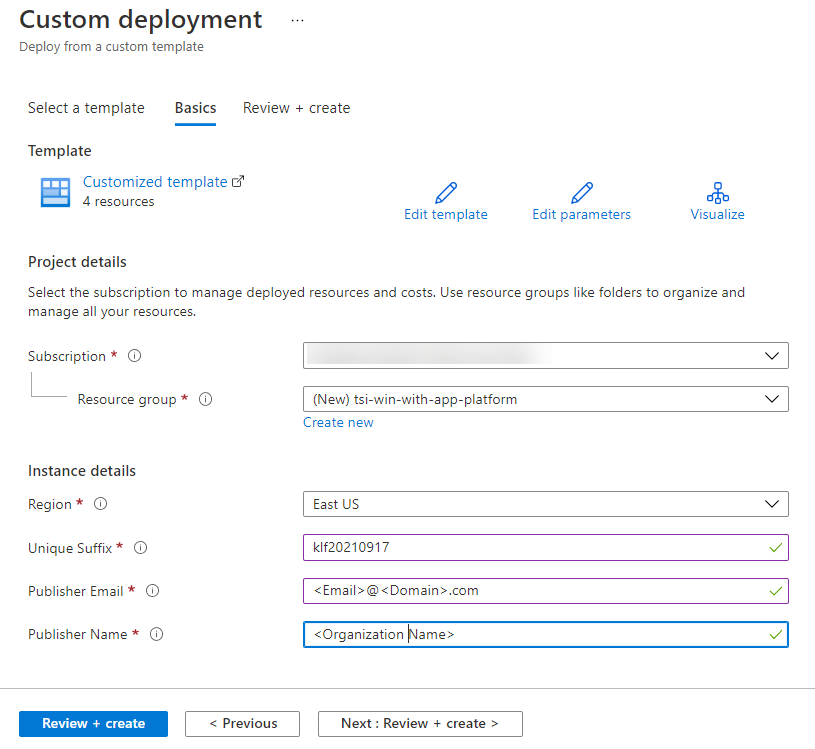 Custom deployment ...
Deploy from a custom template
Select a template Basics Review + create
Template
Customized template
4 resources
Edit template Edit parameters Visualize
Project details
Select the subscription to manage deployed resources and costs. Use resource groups like folders to organize and
manage all your resources.
Subscription *
Resource group * (New) tsi-win-with-app-platform
Create new
Instance details
Region * East US
Unique Suffix * klf20210917
Publisher Email * <Email>@<Domain>.com
Publisher Name * <Organization Name>
Review + create < Previous Next : Review + create >